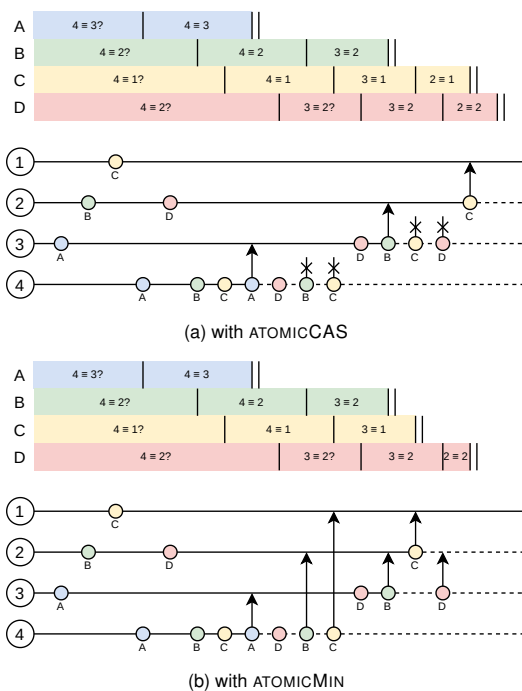 A 4 ≡ 3? 4 ≡ 3
B 4 ≡ 2? 4 ≡ 2 3 ≡ 2
C 4 ≡ 1? 4 ≡ 1 3 ≡ 1 2 ≡ 1
D 4 ≡ 2? 3 ≡ 2? 3 ≡ 2 2 ≡ 2
1
C
2
B D C
3
A D B C D
4
A B C A D B C
(a) with ATOMICCAS
A 4 ≡ 3? 4 ≡ 3
B 4 ≡ 2? 4 ≡ 2 3 ≡ 2
C 4 ≡ 1? 4 ≡ 1 3 ≡ 1
D 4 ≡ 2? 3 ≡ 2? 3 ≡ 2 2 ≡ 2
1
C
2
B D C
3
A D B D
4
A B C A D B C
(b) with ATOMICMIN